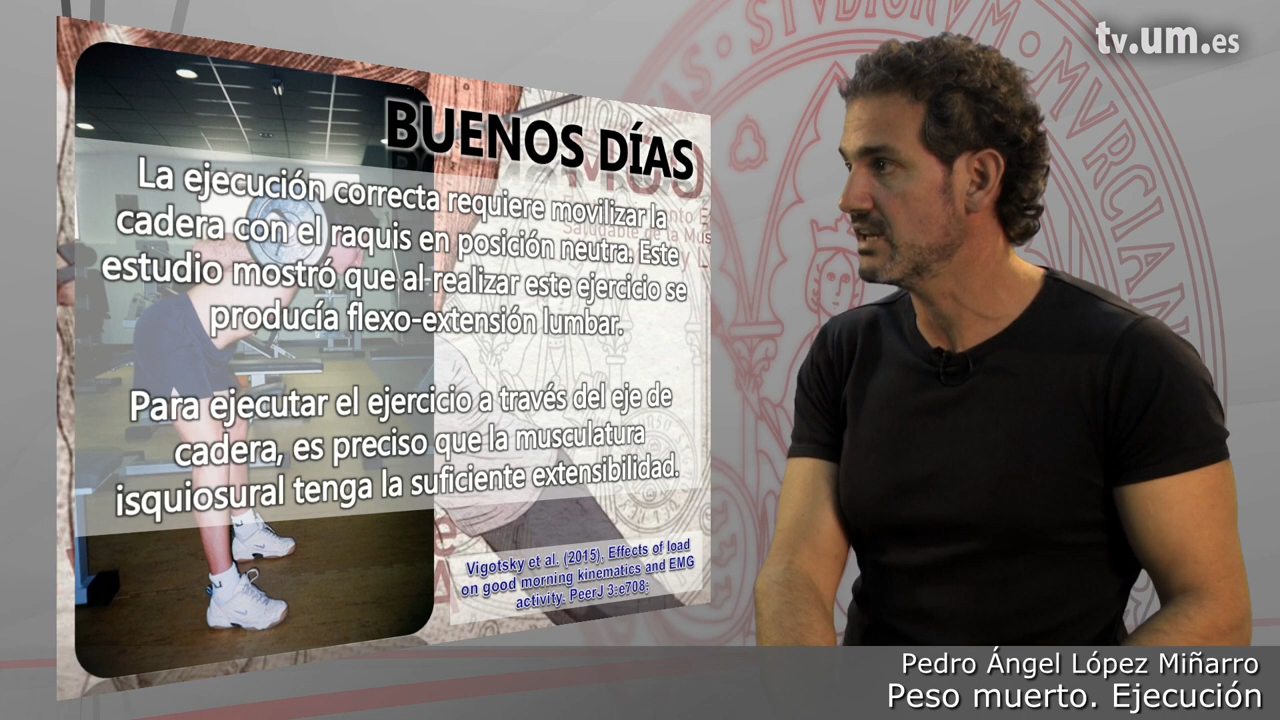 tv.um.es
STVDIORVM
MVRCIAN
BUENOS DÍAS
La ejecución correcta requiere movilizar la
cadera con el raquis en posición neutra. Este
estudio mostró que al realizar este ejercicio se
producía flexo-extensión lumbar.
Para ejecutar el ejercicio a través del eje de
cadera, es preciso que la musculatura
isquiosural tenga la suficiente extensibilidad.
Vigotsky et al. (2015). Effects of load
on good morning kinematics and EMG
activity. PeerJ 3:e708;
Pedro Ángel López Miñarro
Peso muerto. Ejecución